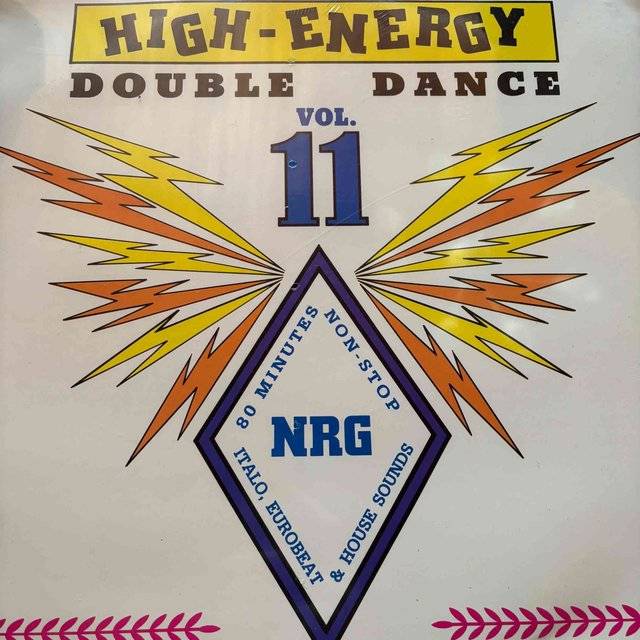 HIGH-ENERGY
DOUBLE DANCE
VOL.
11
80 MINUTES
NON-STOP
NRG
ITALO, EUROBEAT
& HOUSE SOUNDS